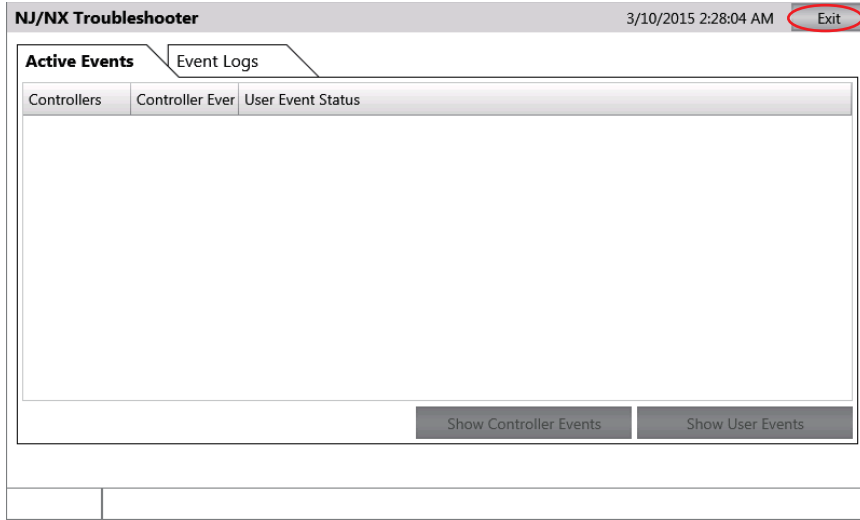 NJ/NX Troubleshooter 3/10/2015 2:28:04 AM Exit
Active Events Event Logs
Controllers Controller Ever User Event Status
Show Controller Events Show User Events